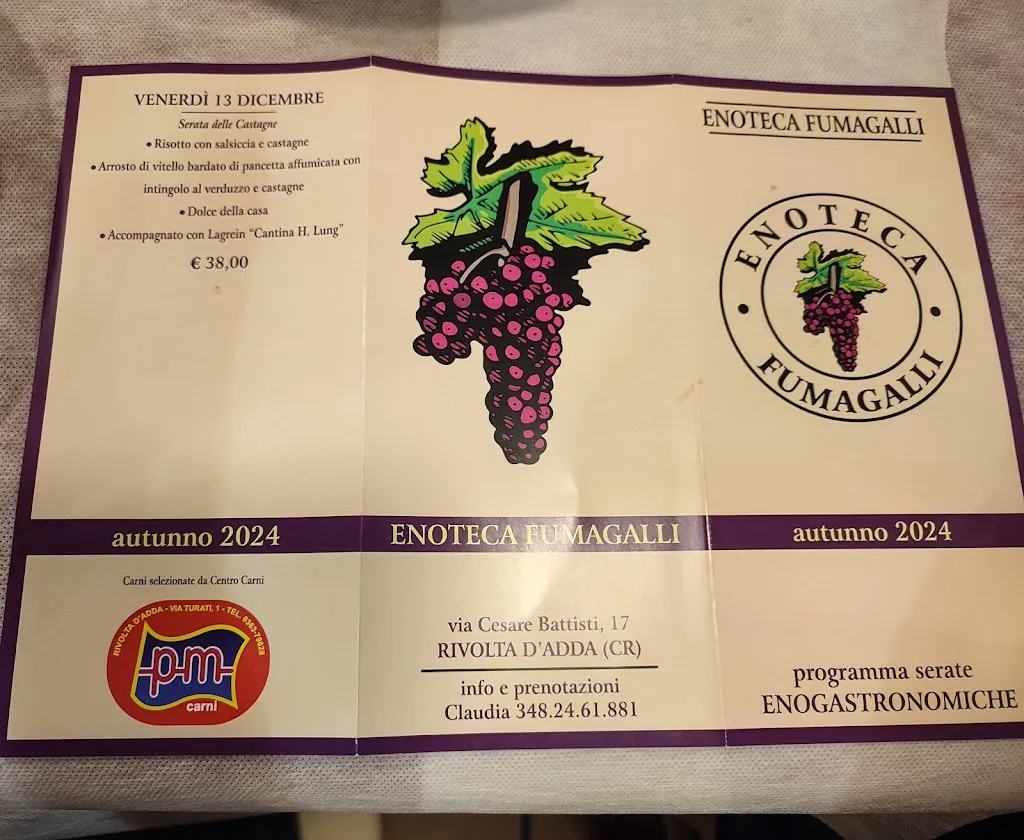 VENERDÌ 13 DICEMBRE
Serata delle Castagne
• Risotto con salsiccia e castagne
• Arrosto di vitello bardato di pancetta affumicata con
intingolo al verduzzo e castagne
• Dolce della casa
• Accompagnato con Lagrein “Cantina H. Lung”
€ 38,00
autunno 2024
Carni selezionate da Centro Carni
RIVOLTA D'ADDA - VIA TURATI, 1 - TEL. 0363-70628
p-m
carni
ENOTECA FUMAGALLI
via Cesare Battisti, 17
RIVOLTA D’ADDA (CR)
info e prenotazioni
Claudia 348.24.61.881
ENOTECA FUMAGALLI
ENOTECA
FUMAGALLI
autunno 2024
programma serate
ENOGASTRONOMICHE